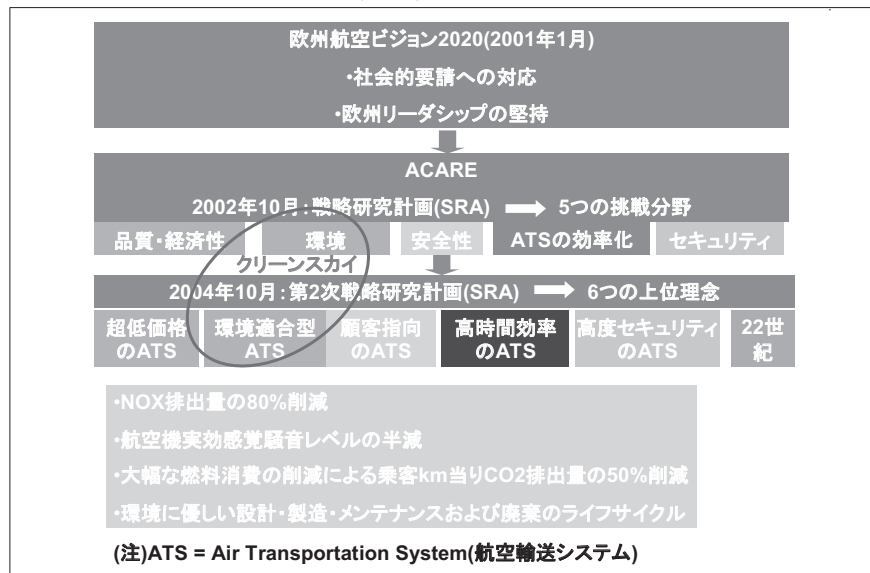 欧州航空ビジョン2020(2001年1月)
・社会的要請への対応
・欧州リーダシップの堅持
ACARE
2002年10月：戦略研究計画(SRA) → 5つの挑戦分野
品質・経済性 環境 安全性 ATSの効率化 セキュリティ
クリーンスカイ
2004年10月：第2次戦略研究計画(SRA) → 6つの上位理念
超低価格 環境適合型 顧客指向 高時間効率 高度セキュリティ 22世
のATS ATS のATS のATS のATS 紀
・NOX排出量の80%削減
・航空機実効感覚騒音レベルの半減
・大幅な燃料消費の削減による乗客km当りCO2排出量の50%削減
・環境に優しい設計・製造・メンテナンスおよび廃棄のライフサイクル
(注)ATS = Air Transportation System(航空輸送システム)